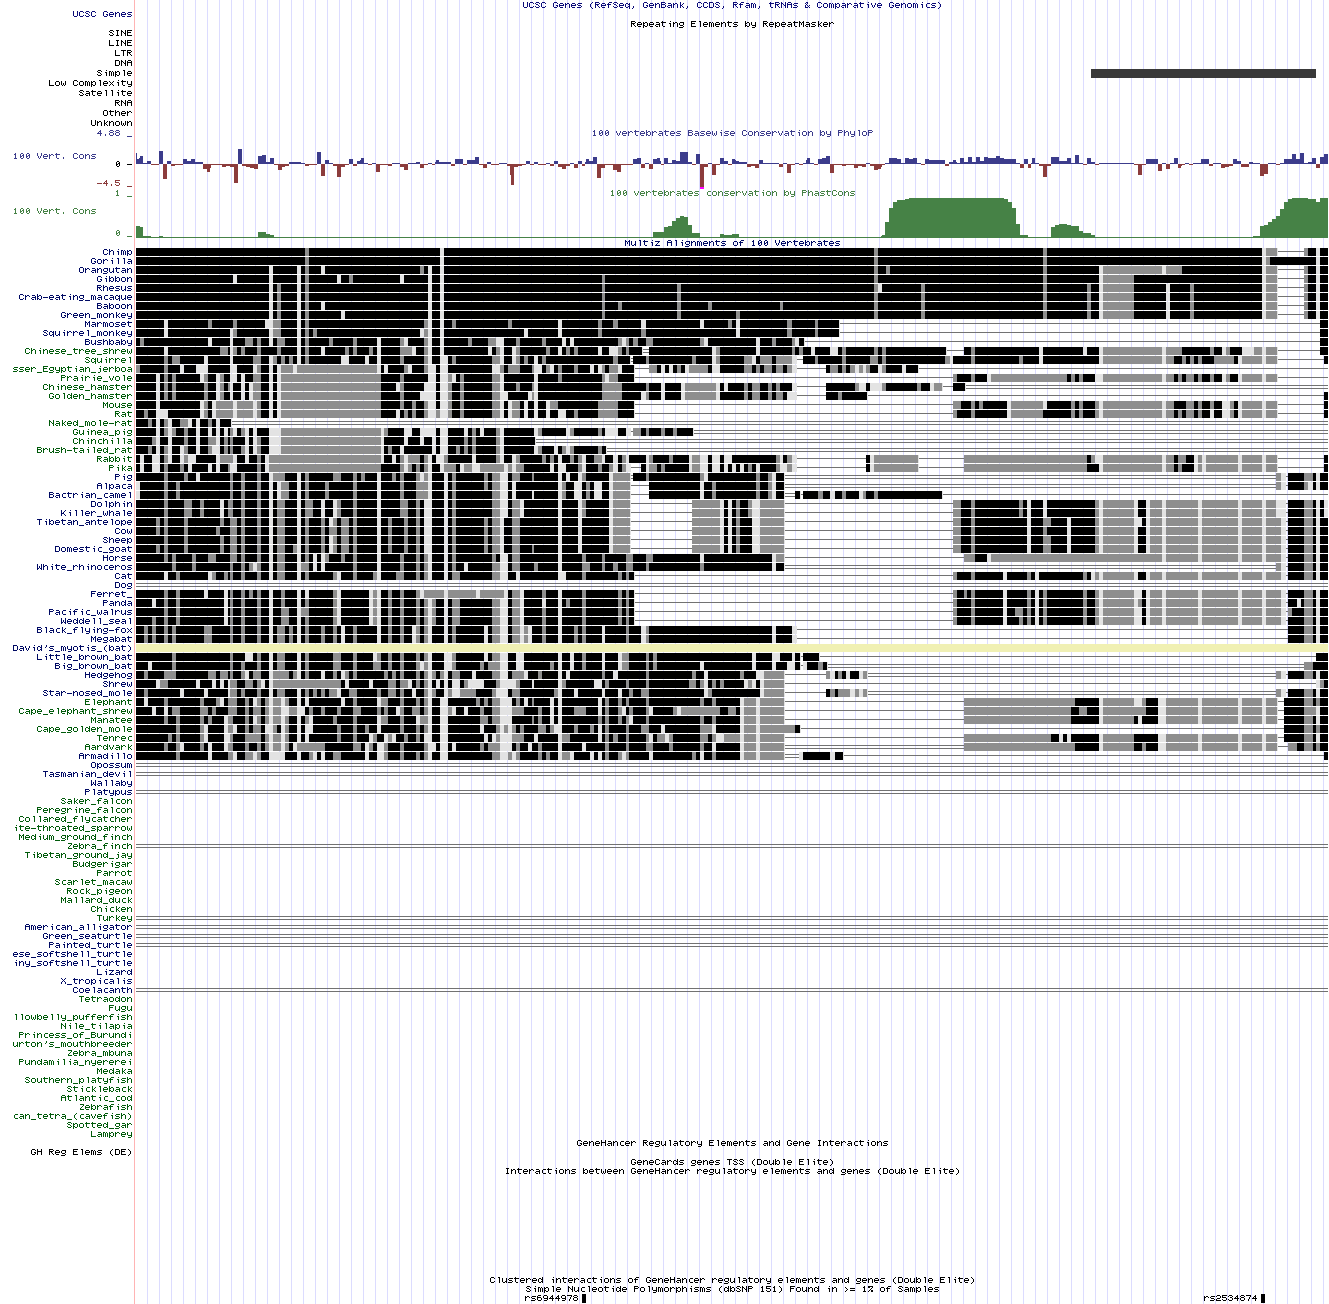 UCSC Genes (RefSeq, GenBank, CCDS, Rfam, tRNAs & Comparative Genomics)
UCSC Genes
Repeating Elements by RepeatMasker
SINE
LINE
LTR
DNA
Simple
Low Complexity
Satellite
RNA
Other
Unknown
4.88 _
100 vertebrates Basewise Conservation by PhyloP
100 Vert. Cons
0 _
-4.5 _
100 vertebrates conservation by PhastCons
1 _
100 Vert. Cons
0 _
Multiz Alignments of 100 Vertebrates
Chimp
Gorilla
Orangutan
Gibbon
Rhesus
Crab-eating_macaque
Baboon
Green_monkey
Marmoset
Squirrel_monkey
Bushbaby
Chinese_tree_shrew
Squirrel
sser_Egyptian_jerboa
Prairie_vole
Chinese_hamster
Golden_hamster
Mouse
Rat
Naked_mole-rat
Guinea_pig
Chinchilla
Brush-tailed_rat
Rabbit
Pika
Pig
Alpaca
Bactrian_camel
Dolphin
Killer_whale
Tibetan_antelope
Cow
Sheep
Domestic_goat
Horse
White_rhinoceros
Cat
Dog
Ferret_
Panda
Pacific_walrus
Weddell_seal
Black_flying-fox
Megabat
David's_myotis_(bat)
Little_brown_bat
Big_brown_bat
Hedgehog
Shrew
Star-nosed_mole
Elephant
Cape_elephant_shrew
Manatee
Cape_golden_mole
Tenrec
Aardvark
Armadillo
Opossum
Tasmanian_devil
Wallaby
Platypus
Saker_falcon
Peregrine_falcon
Collared_flycatcher
ite-throated_sparrow
Medium_ground_finch
Zebra_finch
Tibetan_ground_jay
Budgerigar
Parrot
Scarlet_macaw
Rock_pigeon
Mallard_duck
Chicken
Turkey
American_alligator
Green_seaturtle
Painted_turtle
ese_softshell_turtle
iny_softshell_turtle
Lizard
X_tropicalis
Coelacanth
Tetraodon
Fugu
llowbelly_pufferfish
Nile_tilapia
Princess_of_Burundi
urton's_mouthbreeder
Zebra_mbuna
Pundamilia_nyererei
Medaka
Southern_platyfish
Stickleback
Atlantic_cod
Zebrafish
can_tetra_(cavefish)
Spotted_gar
Lamprey
GeneHancer Regulatory Elements and Gene Interactions
GH Reg Elems (DE)
GeneCards genes TSS (Double Elite)
Interactions between GeneHancer regulatory elements and genes (Double Elite)
Clustered interactions of GeneHancer regulatory elements and genes (Double Elite)
Simple Nucleotide Polymorphisms (dbSNP 151) Found in >= 1% of Samples
rs6944978 rs2534874